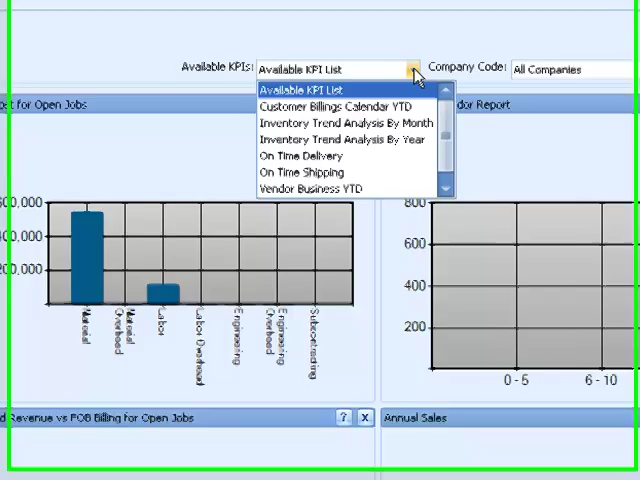 Available KPIs: Available KPI List Company Code: All Companies
Available KPI List
Customer Billings Calendar YTD
Inventory Trend Analysis By Month
Inventory Trend Analysis By Year
On Time Delivery
On Time Shipping
Vendor Business YTD
for Open Jobs
Report
,000
400,000
200,000
Material
Material Overhead
Labor
Labor Overhead
Engineering
Engineering Overhead
Subcontracting
800
600
400
200
0 - 5
6 - 10
Revenue vs FOB Billing for Open Jobs ? X
Annual Sales